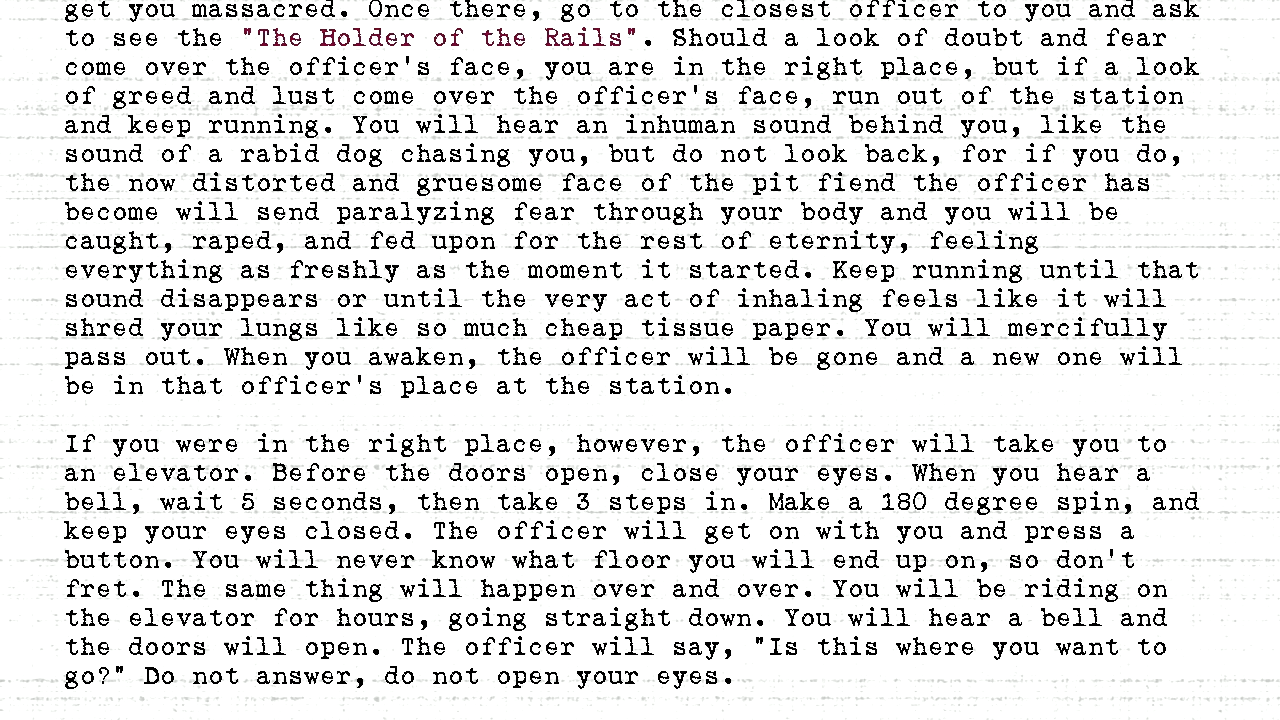 get you massacred. Once there, go to the closest officer to you and ask
to see the "The Holder of the Rails". Should a look of doubt and fear
come over the officer's face, you are in the right place, but if a look
of greed and lust come over the officer's face, run out of the station
and keep running. You will hear an inhuman sound behind you, like the
sound of a rabid dog chasing you, but do not look back, for if you do,
the now distorted and gruesome face of the pit fiend the officer has
become will send paralyzing fear through your body and you will be
caught, raped, and fed upon for the rest of eternity, feeling
everything as freshly as the moment it started. Keep running until that
sound disappears or until the very act of inhaling feels like it will
shred your lungs like so much cheap tissue paper. You will mercifully
pass out. When you awaken, the officer will be gone and a new one will
be in that officer's place at the station.
If you were in the right place, however, the officer will take you to
an elevator. Before the doors open, close your eyes. When you hear a
bell, wait 5 seconds, then take 3 steps in. Make a 180 degree spin, and
keep your eyes closed. The officer will get on with you and press a
button. You will never know what floor you will end up on, so don't
fret. The same thing will happen over and over. You will be riding on
the elevator for hours, going straight down. You will hear a bell and
the doors will open. The officer will say, "Is this where you want to
go?" Do not answer, do not open your eyes.